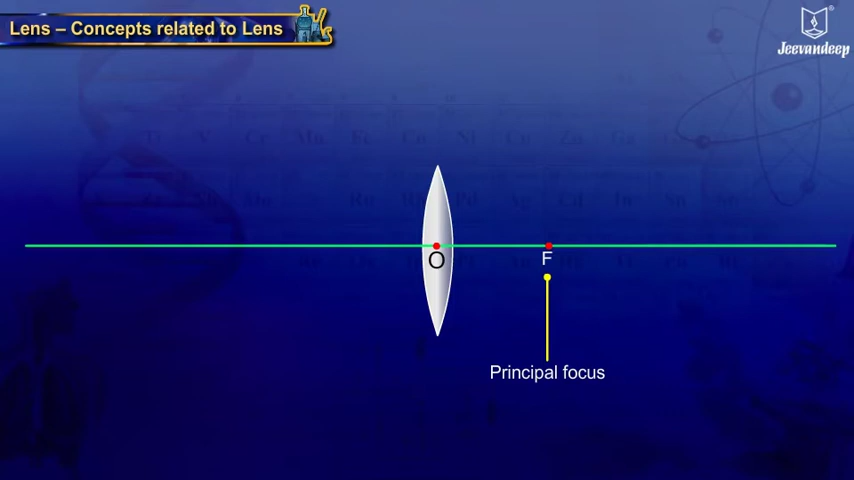 Lens – Concepts related to Lens
Jeevandeep
O
F
Principal focus